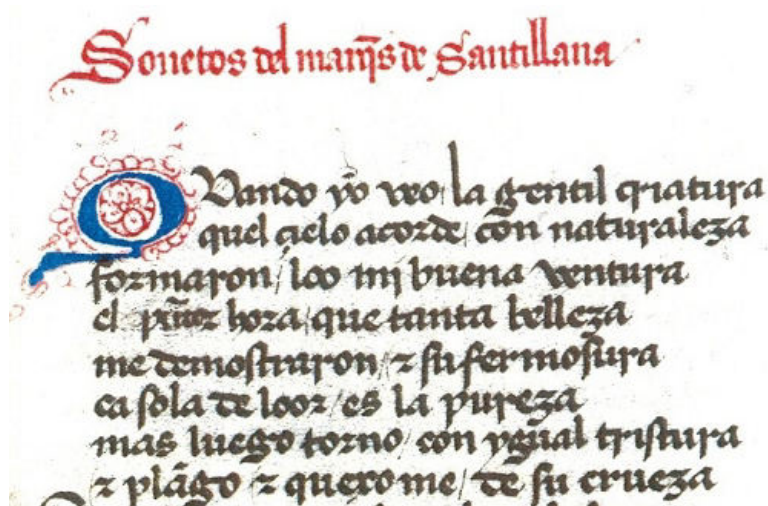 Sonetos del marq̄s de Santillana
QVando yo veo / la gentil criatura
quel çielo acorde / con naturaleza
formaron / loo mi buena ventura
el hora / que tanta belleza
me demostraron / ⁊ su fermosura
ca sola de loor / es la pureza
mas luego torno / con ygual tristura
⁊ plāgo ⁊ quexome / de su crueza